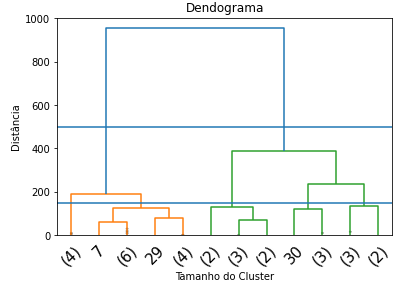 Dendograma
1000
800
600
400
200
0
Distância
(4) 7 (6) 29 (4) (2) (3) (2) 30 (3) (3) (2)
Tamanho do Cluster